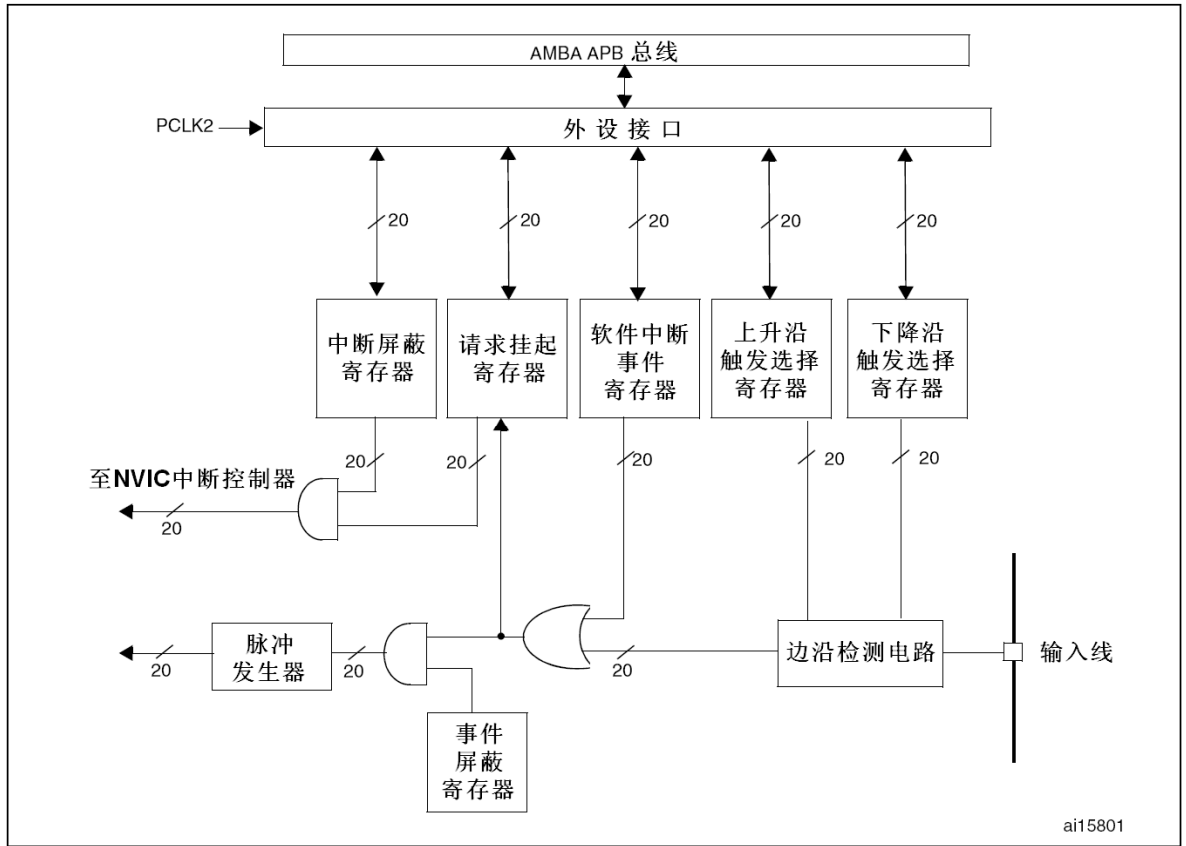 AMBA APB 总线
PCLK2
外设接口
20 20 20 20 20
中断屏蔽
寄存器
请求挂起
寄存器
软件中断
事件
寄存器
上升沿
触发选择
寄存器
下降沿
触发选择
寄存器
20 20 20 20 20
至NVIC中断控制器
20
脉冲
发生器
20 20 20
边沿检测电路
输入线
事件
屏蔽
寄存器
ai15801